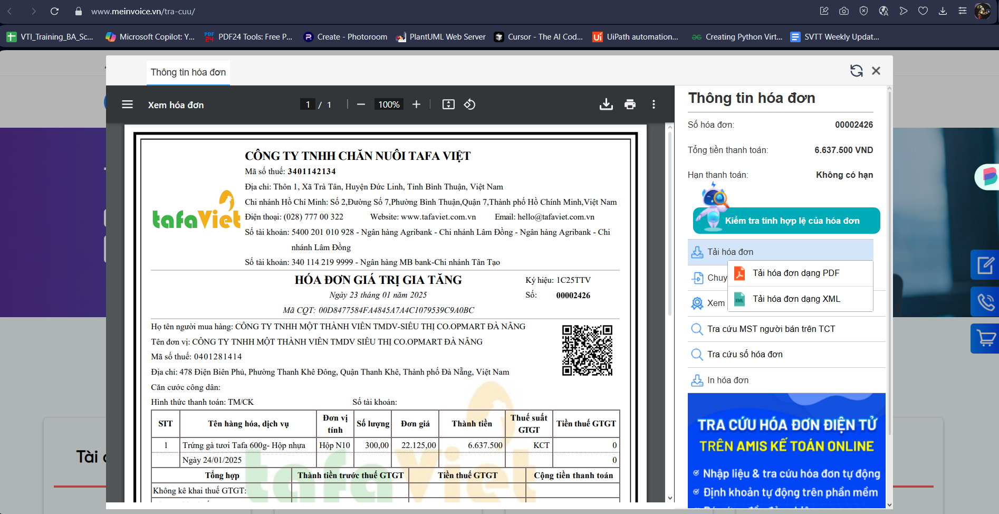 www.meinvoice.vn/tra-cuu/
VTI_Training_BA_Sc...
Microsoft Copilot: Y...
PDF24 Tools: Free P...
Create - Photoroom
PlantUML Web Server
Cursor - The AI Cod...
UiPath automation...
Creating Python Virt...
SVTT Weekly Updat...
Thông tin hóa đơn
Xem hóa đơn
1 / 1
100%
CÔNG TY TNHH CHĂN NUÔI TAFA VIỆT
Mã số thuế: 3401142134
Địa chỉ: Thôn 1, Xã Trà Tân, Huyện Đức Linh, Tỉnh Bình Thuận, Việt Nam
Chi nhánh Hồ Chí Minh: Số 2,Đường Số 7,Phường Bình Thuận,Quận 7,Thành phố Hồ Chính Minh,Việt Nam
tafaViet
Điện thoại: (028) 777 00 322 Website: www.tafaviet.com.vn Email: hello@tafaviet.com.vn
Số tài khoản: 5400 201 010 928 - Ngân hàng Agribank - Chi nhánh Lâm Đồng - Ngân hàng Agribank - Chi
nhánh Lâm Đồng
Số tài khoản: 340 114 219 9999 - Ngân hàng MB bank-Chi nhánh Tân Tạo
HÓA ĐƠN GIÁ TRỊ GIA TĂNG
Ký hiệu: 1C25TTV
Ngày 23 tháng 01 năm 2025
Số: 00002426
Mã CQT: 00D8477584FA4845A7A4C1079539C9A0BC
Họ tên người mua hàng: CÔNG TY TNHH MỘT THÀNH VIÊN TMDV-SIÊU THỊ CO.OPMART ĐÀ NẴNG
Tên đơn vị: CÔNG TY TNHH MỘT THÀNH VIÊN TMDV SIÊU THỊ CO.OPMART ĐÀ NẴNG
Mã số thuế: 0401281414
Địa chỉ: 478 Điện Biên Phủ, Phường Thanh Khê Đông, Quận Thanh Khê, Thành phố Đà Nẵng, Việt Nam
Căn cước công dân:
Hình thức thanh toán: TM/CK Số tài khoản:
STT Tên hàng hóa, dịch vụ Đơn vị tính Số lượng Đơn giá Thành tiền Thuế suất GTGT Tiền thuế GTGT
1 Trứng gà tươi Tafa 600g- Hộp nhựa Hộp N10 300,00 22.125,00 6.637.500 KCT 0
Ngày 24/01/2025 0
Tổng hợp Thành tiền trước thuế GTGT Tiền thuế GTGT Cộng tiền thanh toán
Không kê khai thuế GTGT:
tafaViet
Thông tin hóa đơn
Số hóa đơn: 00002426
Tổng tiền thanh toán: 6.637.500 VND
Hạn thanh toán: Không có hạn
Kiểm tra tính hợp lệ của hóa đơn
Tải hóa đơn
Tải hóa đơn dạng PDF
Chuy
Tải hóa đơn dạng XML
Xem
Tra cứu MST người bán trên TCT
Tra cứu số hóa đơn
In hóa đơn
TRA CỨU HÓA ĐƠN ĐIỆN TỬ
TRÊN AMIS KẾ TOÁN ONLINE
Nhập liệu & tra cứu hóa đơn tự động
Định khoản tự động trên phần mềm
Tài